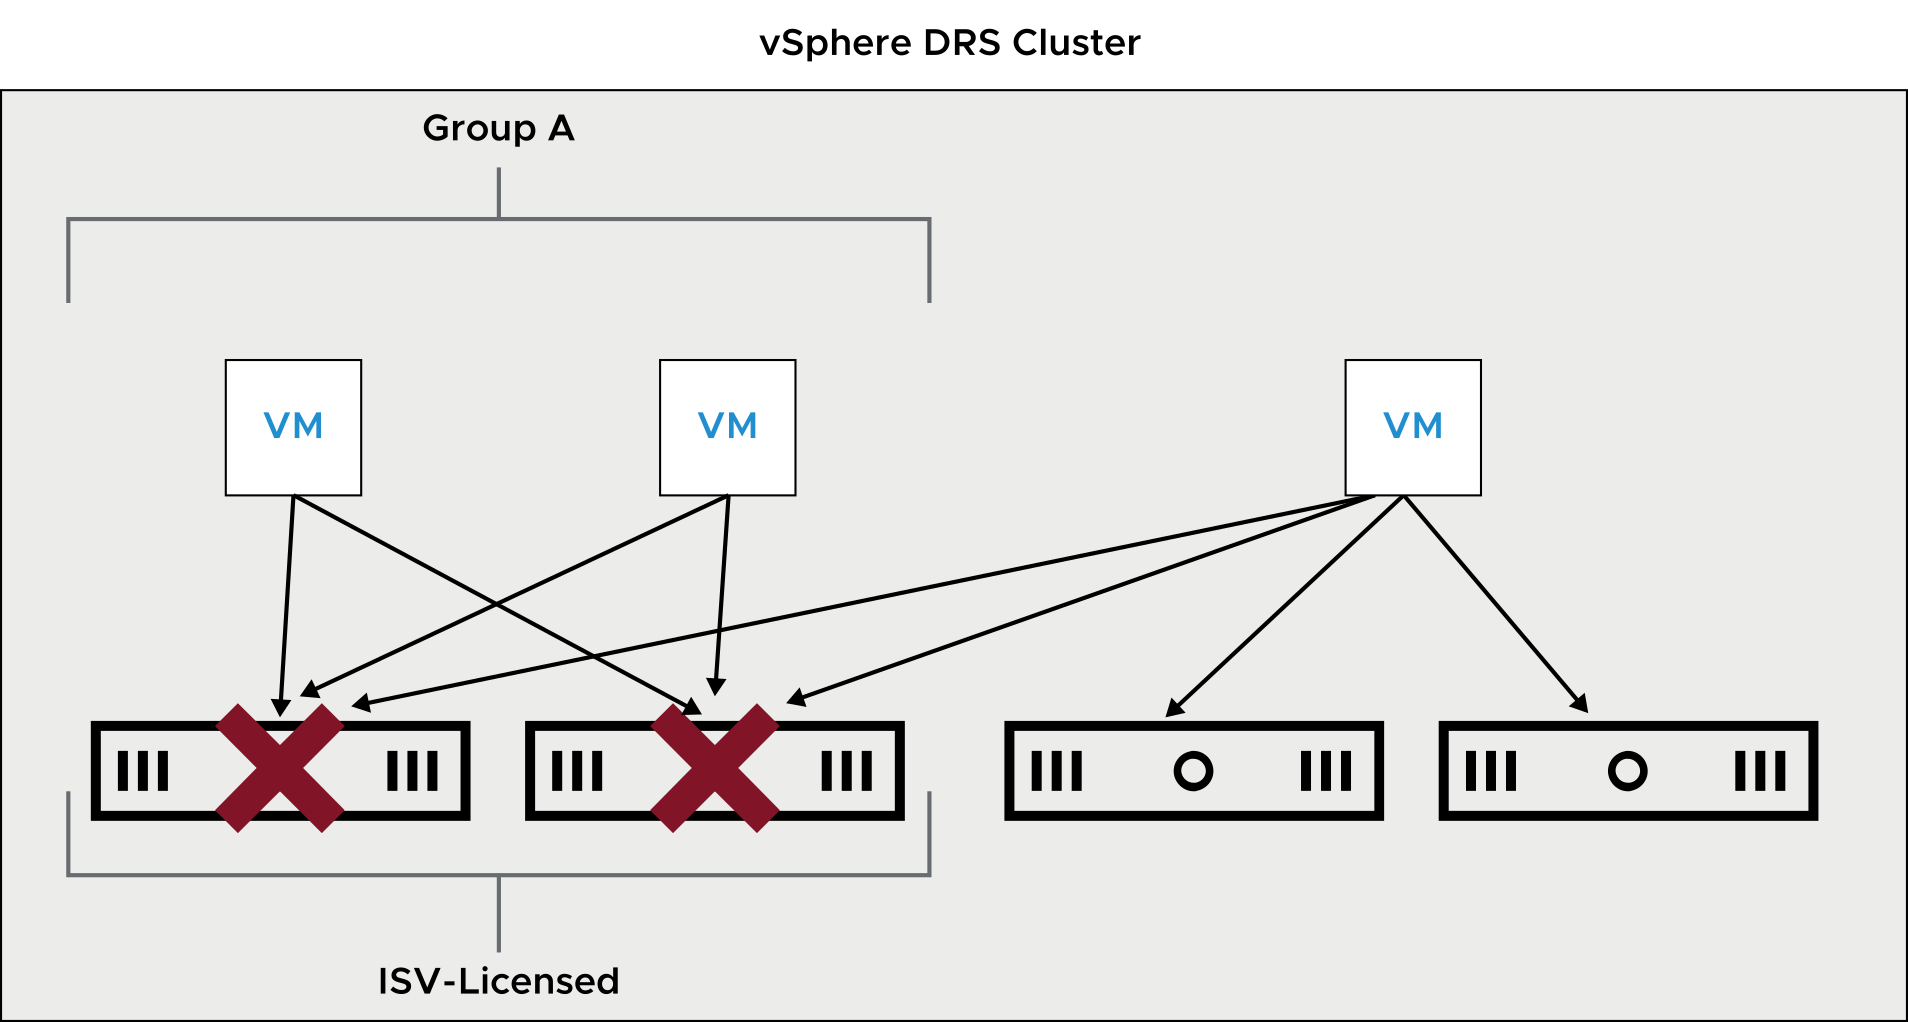 vSphere DRS Cluster
Group A
VM
VM
VM
ISV-Licensed